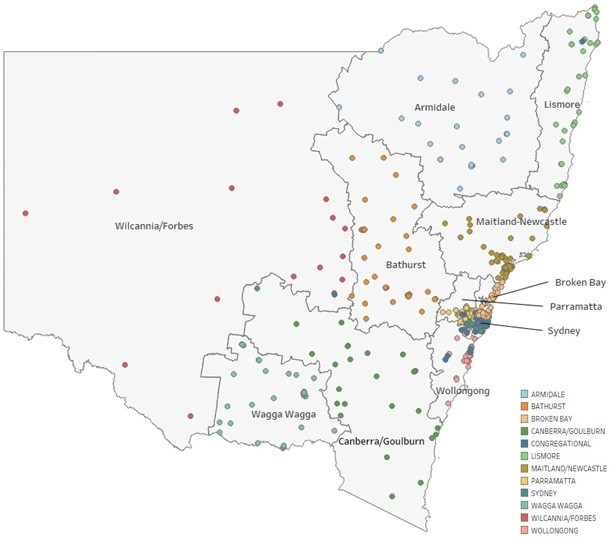 Armidale
Lismore
Wilcannia/Forbes
Maitland-Newcastle
Bathurst
Broken Bay
Parramatta
Sydney
Wollongong
Wagga Wagga
Canberra/Goulburn
ARMIDALE
BATHURST
BROKEN BAY
CANBERRA/GOULBURN
CONGREGATIONAL
LISMORE
MAITLAND/NEWCASTLE
PARRAMATTA
SYDNEY
WAGGA WAGGA
WILCANNIA/FORBES
WOLLONGONG